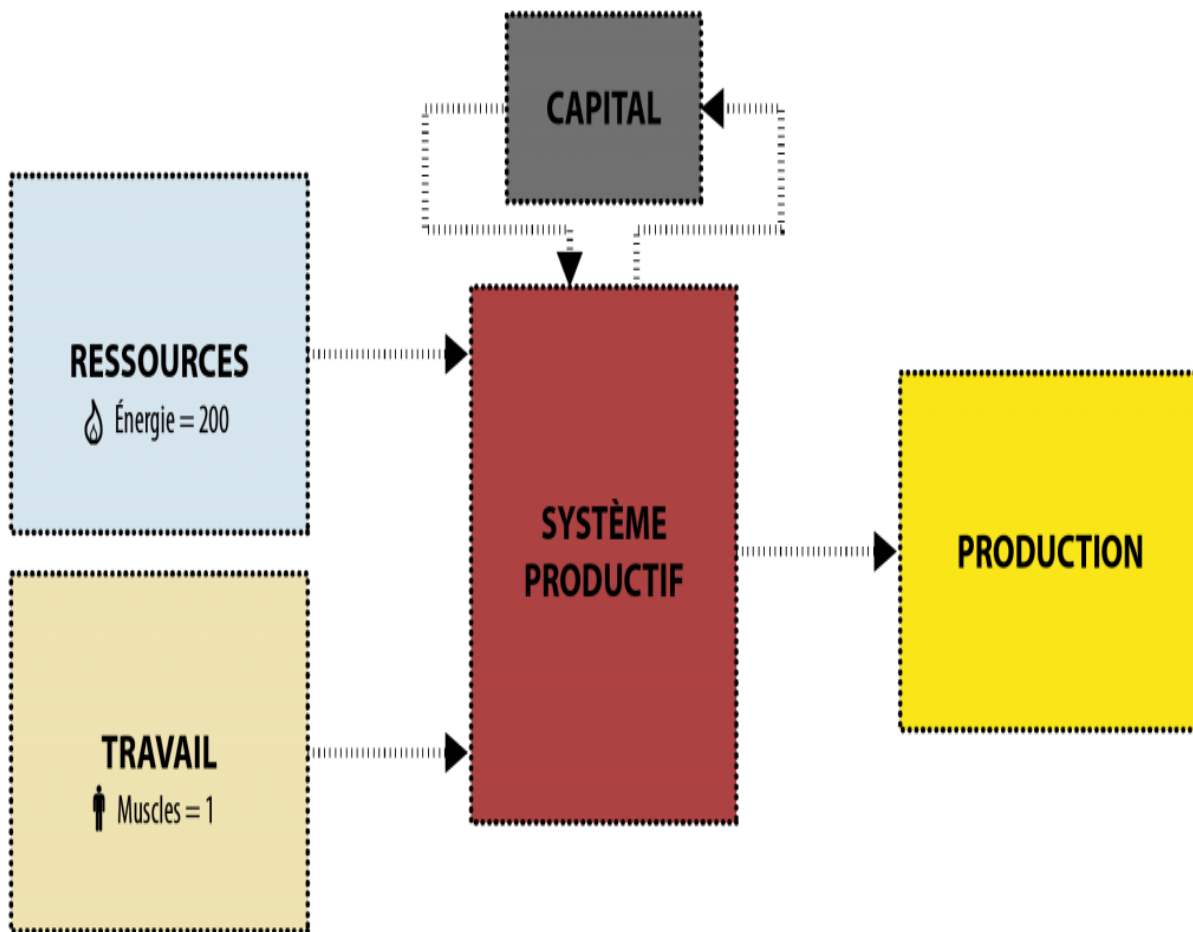 CAPITAL
RESSOURCES
Énergie = 200
SYSTÈME
PRODUCTIF
PRODUCTION
TRAVAIL
Muscles = 1